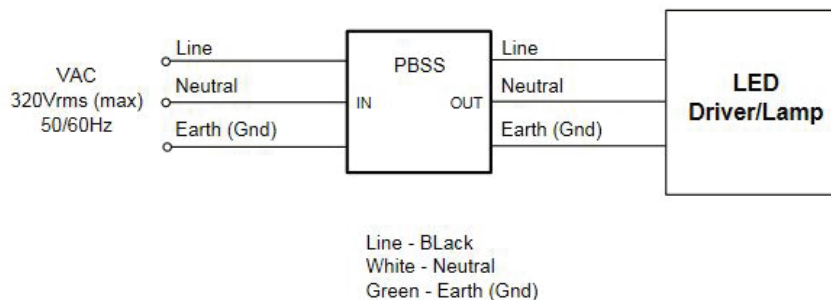 VAC
320Vrms (max)
50/60Hz
Line
Neutral
Earth (Gnd)
PBSS
IN
OUT
Line
Neutral
Earth (Gnd)
LED
Driver/Lamp
Line - BLack
White - Neutral
Green - Earth (Gnd)